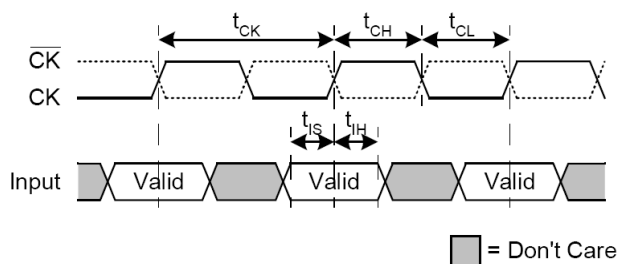 tCK tCH tCL
CK
CK
tIS tIH
Input Valid Valid Valid
= Don't Care